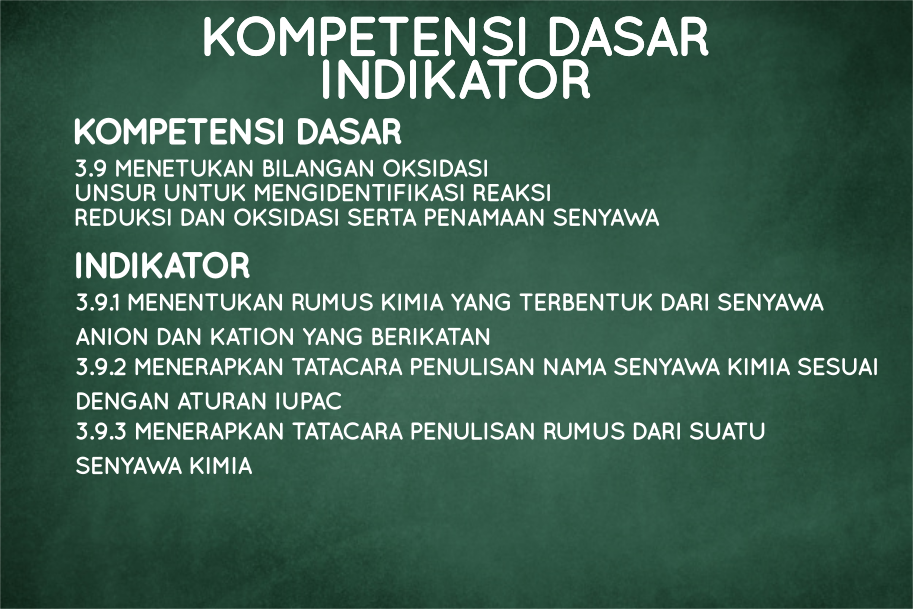 KOMPETENSI DASAR
INDIKATOR
KOMPETENSI DASAR
3.9 MENETUKAN BILANGAN OKSIDASI
UNSUR UNTUK MENGIDENTIFIKASI REAKSI
REDUKSI DAN OKSIDASI SERTA PENAMAAN SENYAWA
INDIKATOR
3.9.1 MENENTUKAN RUMUS KIMIA YANG TERBENTUK DARI SENYAWA
ANION DAN KATION YANG BERIKATAN
3.9.2 MENERAPKAN TATACARA PENULISAN NAMA SENYAWA KIMIA SESUAI
DENGAN ATURAN IUPAC
3.9.3 MENERAPKAN TATACARA PENULISAN RUMUS DARI SUATU
SENYAWA KIMIA